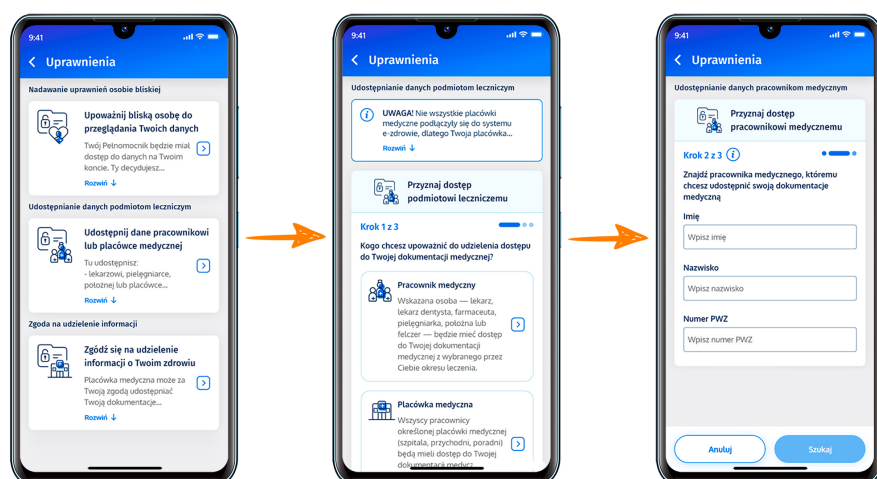 9:41
Uprawnienia
Nadawanie uprawnień osobie bliskiej
Upoważnij bliską osobę do
przeglądania Twoich danych
Twój Pełnomocnik będzie miał
dostęp do danych na Twoim
koncie. Ty decydujesz...
Rozwiń ↓
Udostępnianie danych podmiotom leczniczym
Udostępnij dane pracownikowi
lub placówce medycznej
Tu udostępnisz:
- lekarzowi, pielęgniarce,
położnej lub placówce...
Rozwiń ↓
Zgoda na udzielenie informacji
Zgódź się na udzielenie
informacji o Twoim zdrowiu
Placówka medyczna może za
Twoją zgodą udostępniać
Twoją dokumentacje...
Rozwiń ↓
9:41
Uprawnienia
Udostępnianie danych podmiotom leczniczym
UWAGA! Nie wszystkie placówki
medyczne podłączyły się do systemu
e-zdrowie, dlatego Twoja placówka...
Rozwiń ↓
Przyznaj dostęp
podmiotowi leczniczemu
Krok 1 z 3
Kogo chcesz upoważnić do udzielenia dostępu
do Twojej dokumentacji medycznej?
Pracownik medyczny
Wskazana osoba — lekarz,
lekarz dentysta, farmaceuta,
pielęgniarka, położna lub
felczer — będzie mieć dostęp
do Twojej dokumentacji
medycznej z wybranego przez
Ciebie okresu leczenia.
Placówka medyczna
Wszyscy pracownicy
określonej placówki medycznej
(szpitala, przychodni, poradni)
będą mieli dostęp do Twojej
dokumentacji medycz
9:41
Uprawnienia
Udostępnianie danych pracownikom medycznym
Przyznaj dostęp
pracownikowi medycznemu
Krok 2 z 3
Znajdź pracownika medycznego, któremu
chcesz udostępnić swoją dokumentacje
medyczną
Imię
Wpisz imię
Nazwisko
Wpisz nazwisko
Numer PWZ
Wpisz numer PWZ
Anuluj
Szukaj